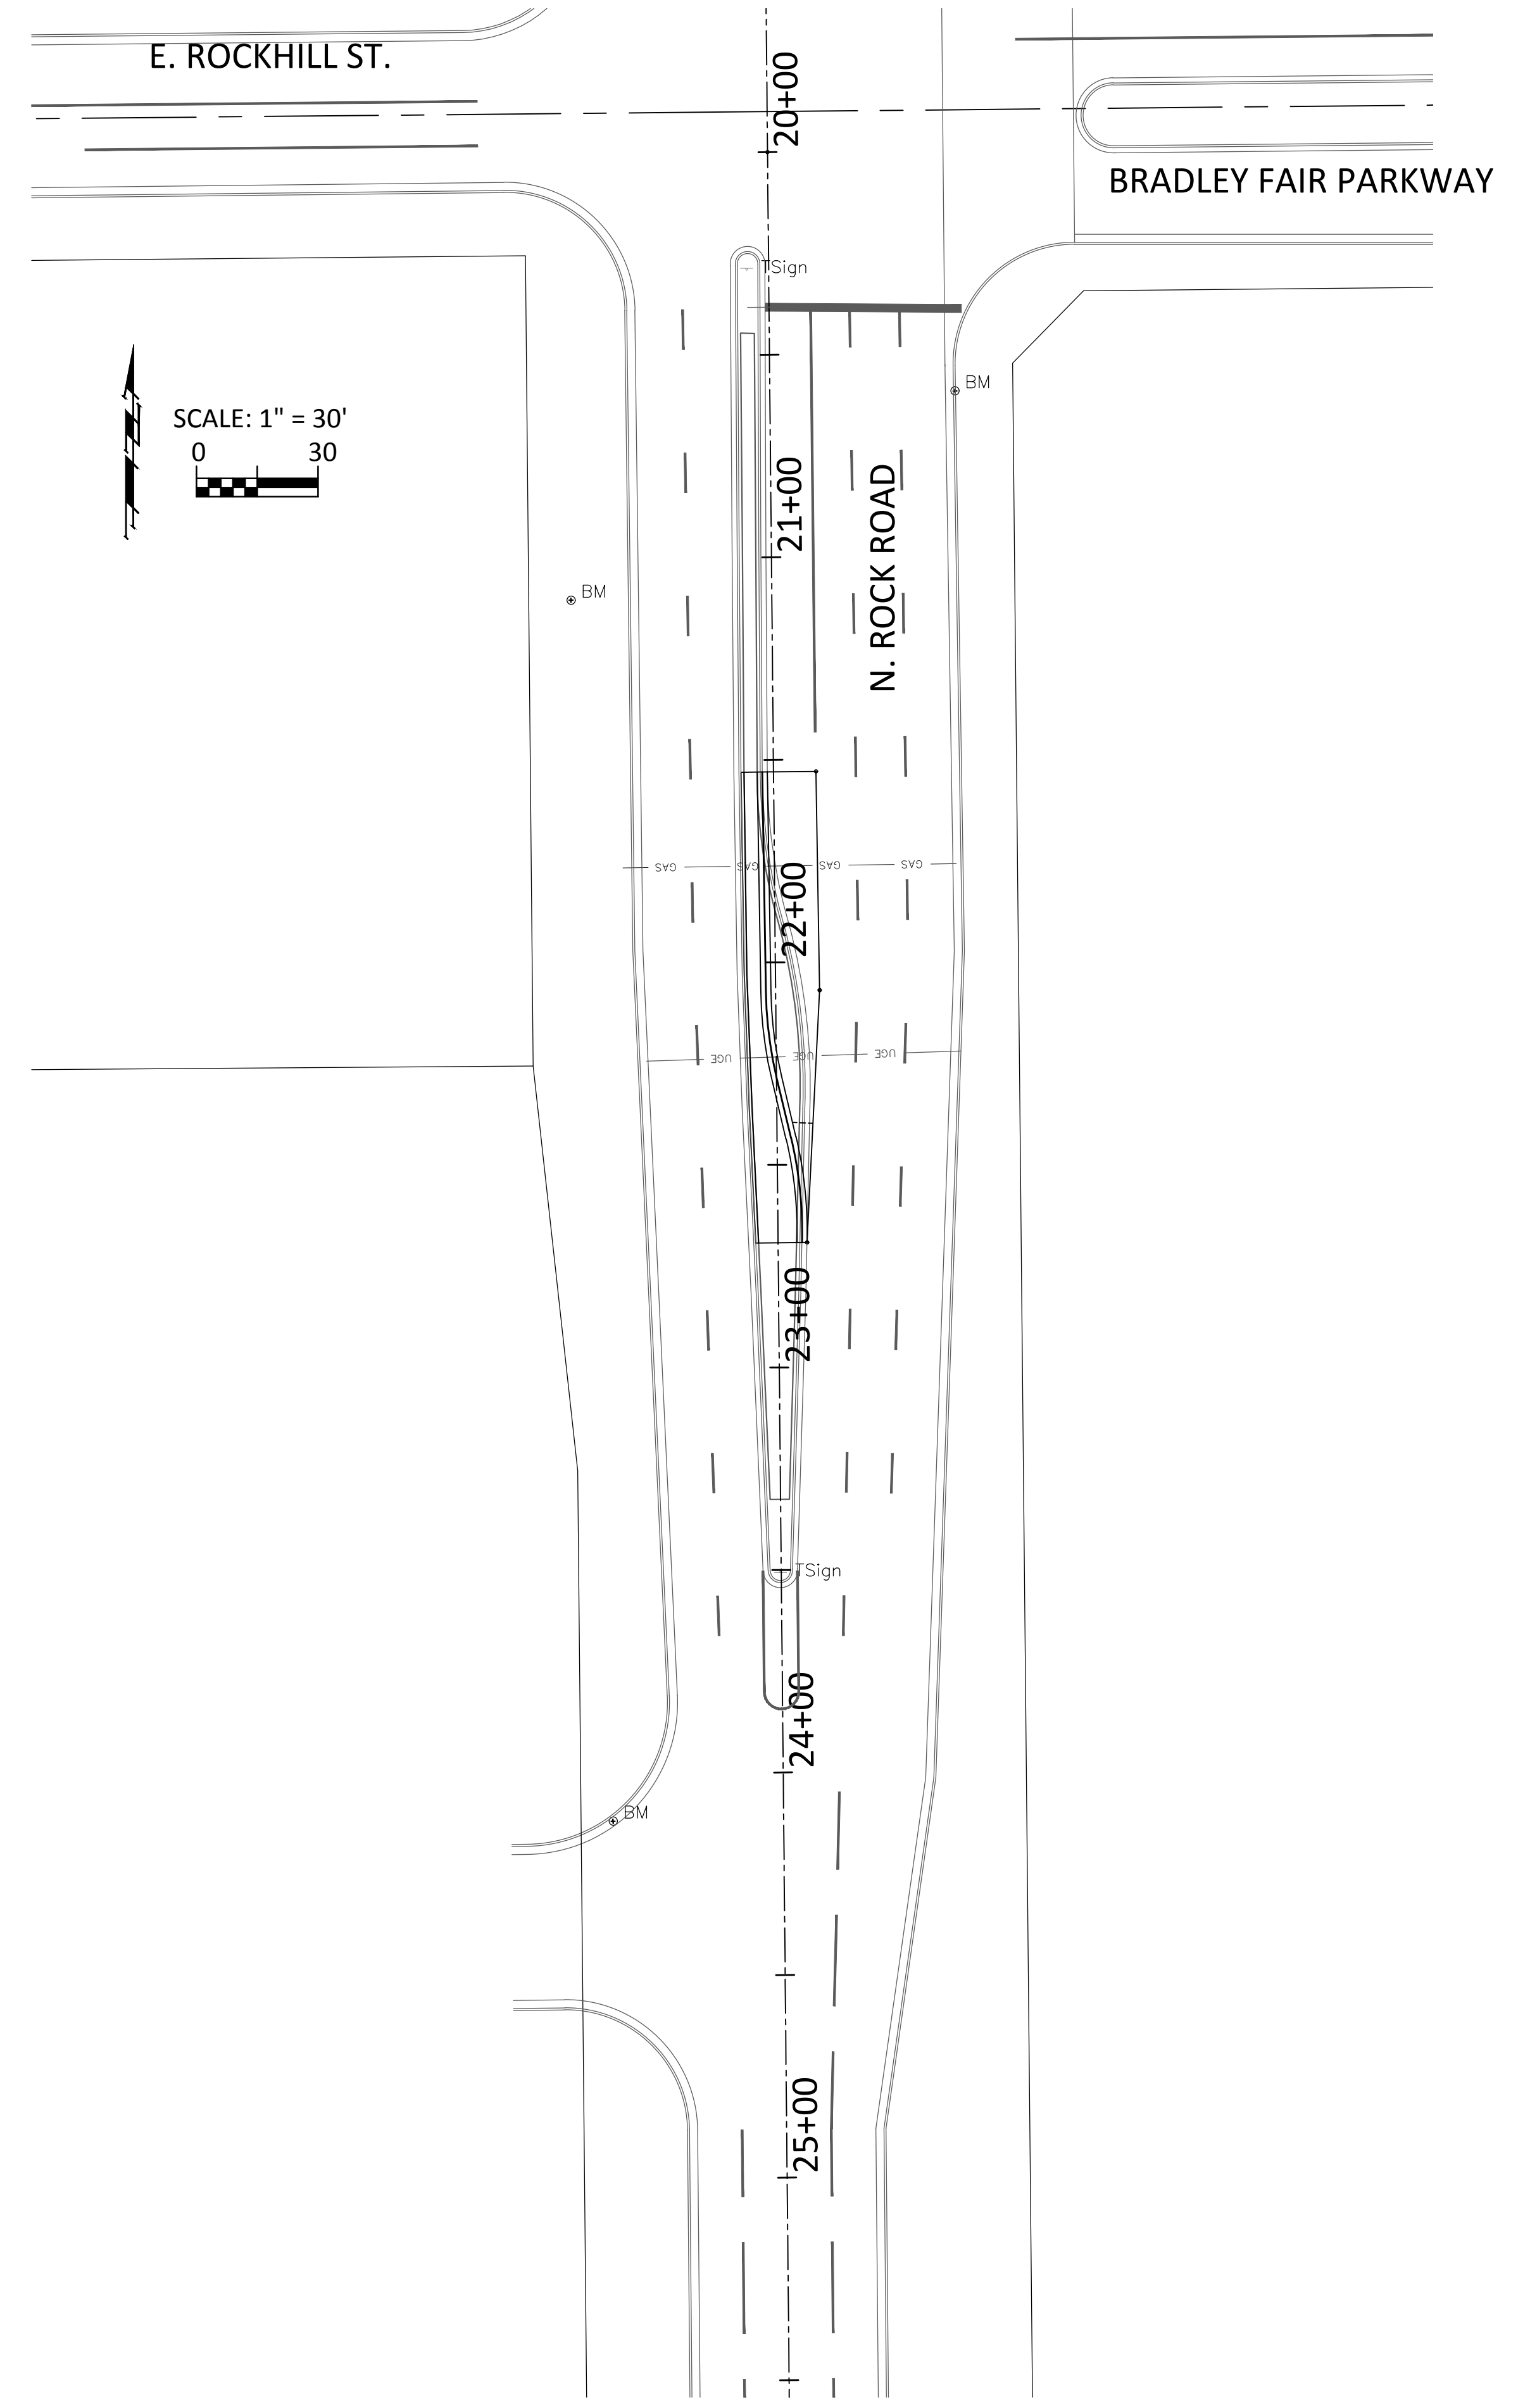 E. ROCKHILL ST.
20+00
BRADLEY FAIR PARKWAY
TSign
SCALE: 1" = 30'
0 30
BM
21+00
N. ROCK ROAD
BM
GAS GAS GAS GAS
22+00
UGE UGE UGE
23+00
TSign
24+00
BM
25+00